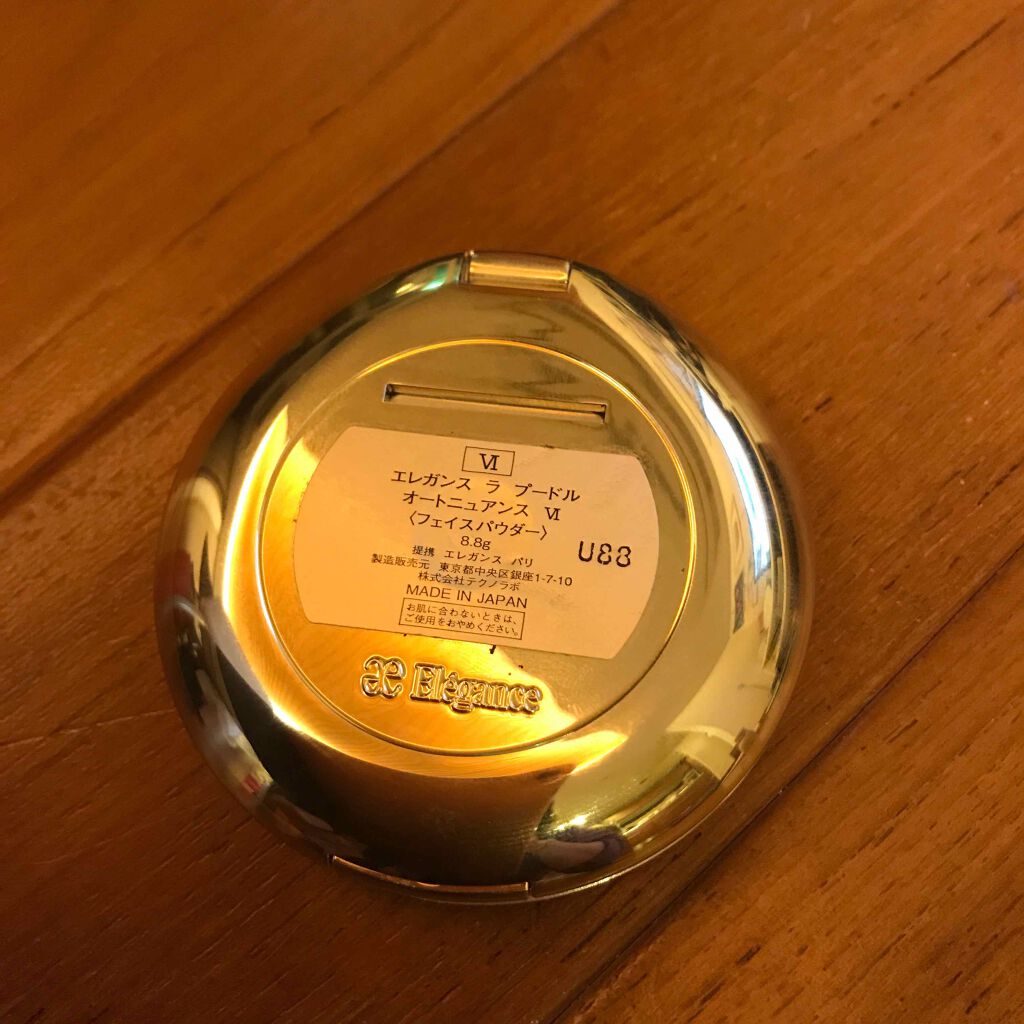 Ⅵ
エレガンス ラ プードル
オートニュアンス Ⅵ
〈フェイスパウダー〉
8.8g
提携 エレガンス パリ
製造販売元 東京都中央区銀座1-7-10
株式会社テクノラボ
MADE IN JAPAN
お肌に合わないときは、
ご使用をおやめください。
U88
Elégance